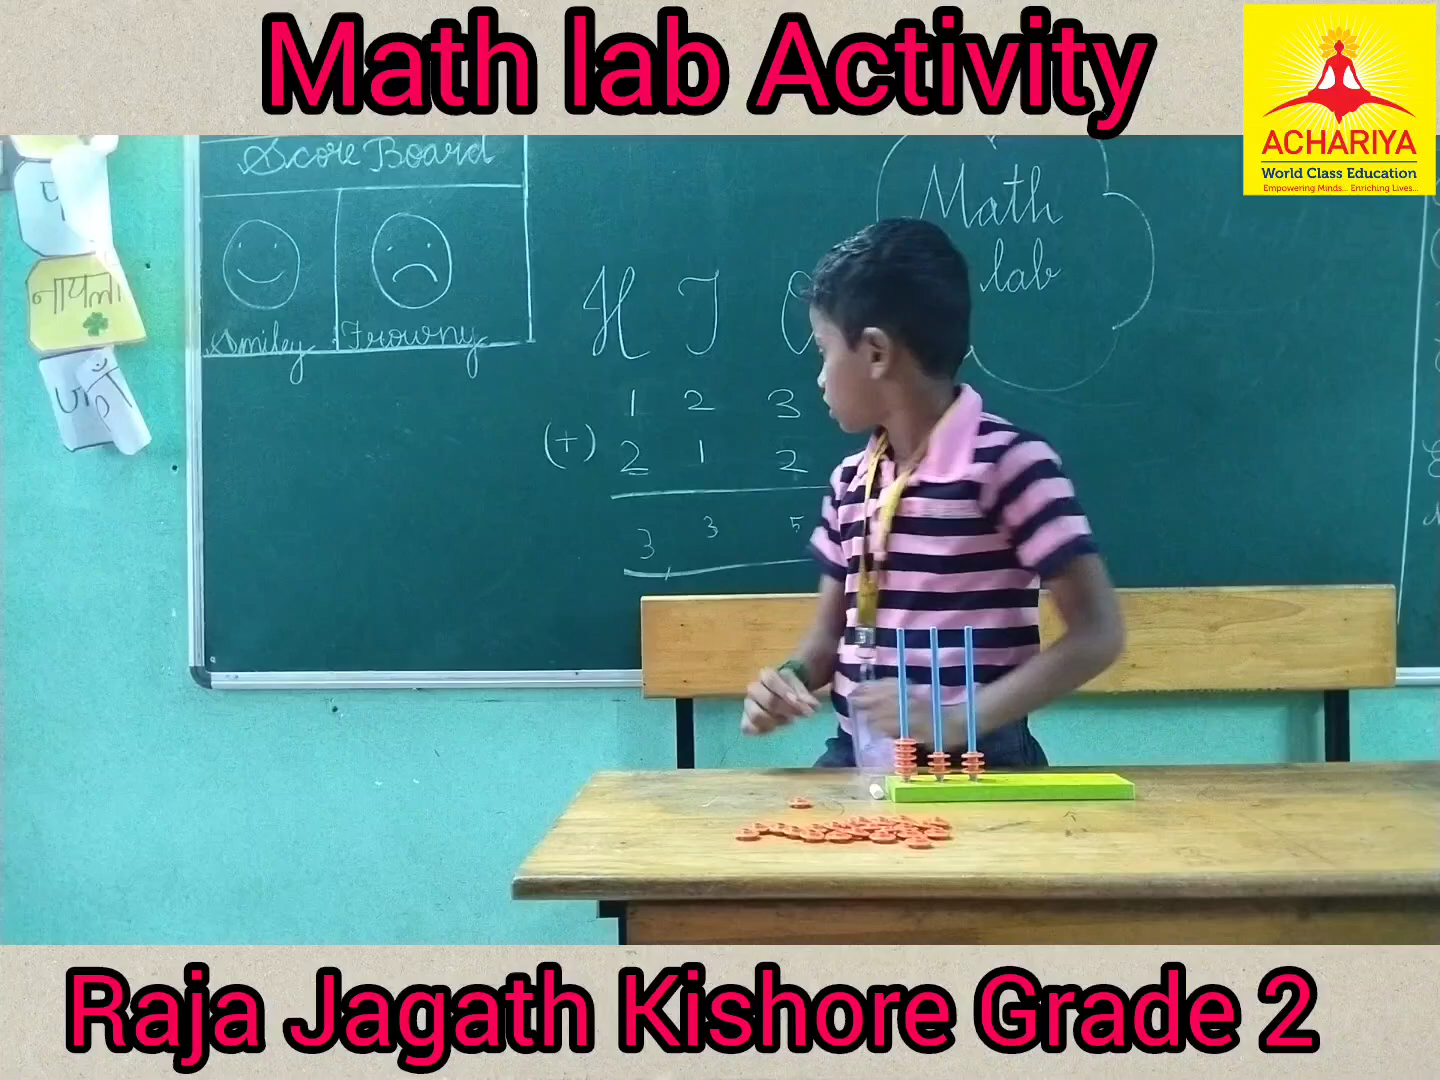 Math lab Activity
ACHARIYA
World Class Education
Empowering Minds... Enriching Lives...
Score Board
Smiley Frowny
Math
lab
H T O
1 2 3
(+) 2 1 2
3 3 5
नायला
Raja Jagath Kishore Grade 2